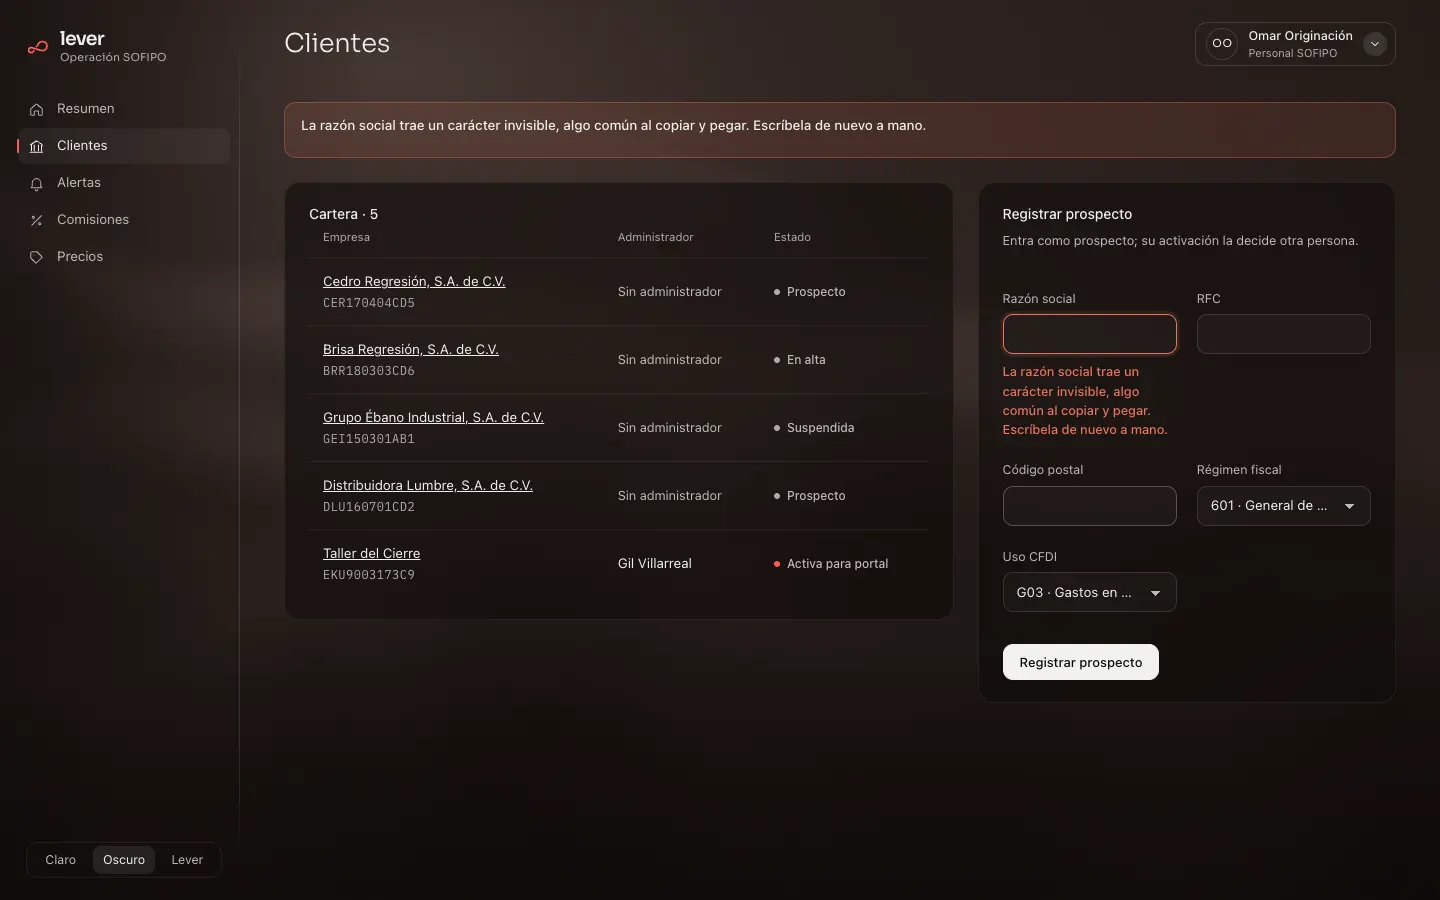 lever
Operación SOFIPO
Resumen
Clientes
Alertas
Comisiones
Precios
Claro
Oscuro
Lever
Clientes
OO
Omar Originación
Personal SOFIPO
La razón social trae un carácter invisible, algo común al copiar y pegar. Escríbela de nuevo a mano.
Cartera · 5
Empresa Administrador Estado
Cedro Regresión, S.A. de C.V.
CER170404CD5
Sin administrador
Prospecto
Brisa Regresión, S.A. de C.V.
BRR180303CD6
Sin administrador
En alta
Grupo Ébano Industrial, S.A. de C.V.
GEI150301AB1
Sin administrador
Suspendida
Distribuidora Lumbre, S.A. de C.V.
DLU160701CD2
Sin administrador
Prospecto
Taller del Cierre
EKU9003173C9
Gil Villarreal
Activa para portal
Registrar prospecto
Entra como prospecto; su activación la decide otra persona.
Razón social
RFC
La razón social trae un
carácter invisible, algo
común al copiar y pegar.
Escríbela de nuevo a mano.
Código postal
Régimen fiscal
601 · General de ...
Uso CFDI
G03 · Gastos en ...
Registrar prospecto